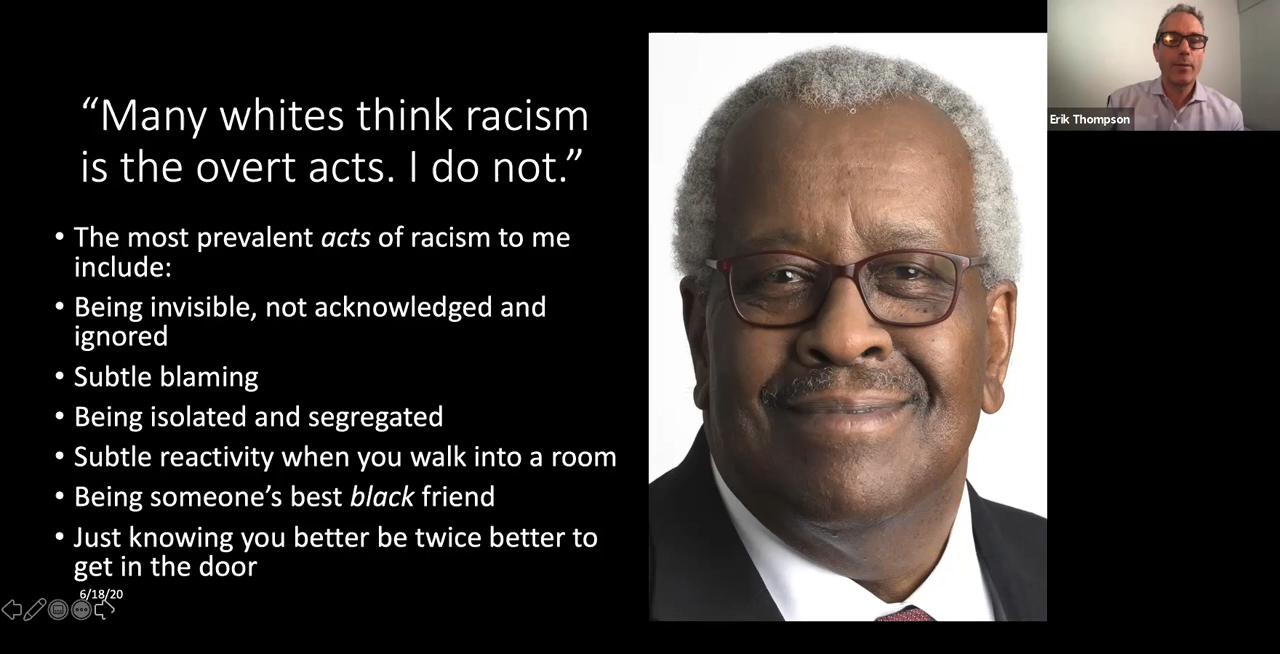 “Many whites think racism
is the overt acts. I do not.”
• The most prevalent acts of racism to me
include:
• Being invisible, not acknowledged and
ignored
• Subtle blaming
• Being isolated and segregated
• Subtle reactivity when you walk into a room
• Being someone’s best black friend
• Just knowing you better be twice better to
get in the door
6/18/20
Erik Thompson